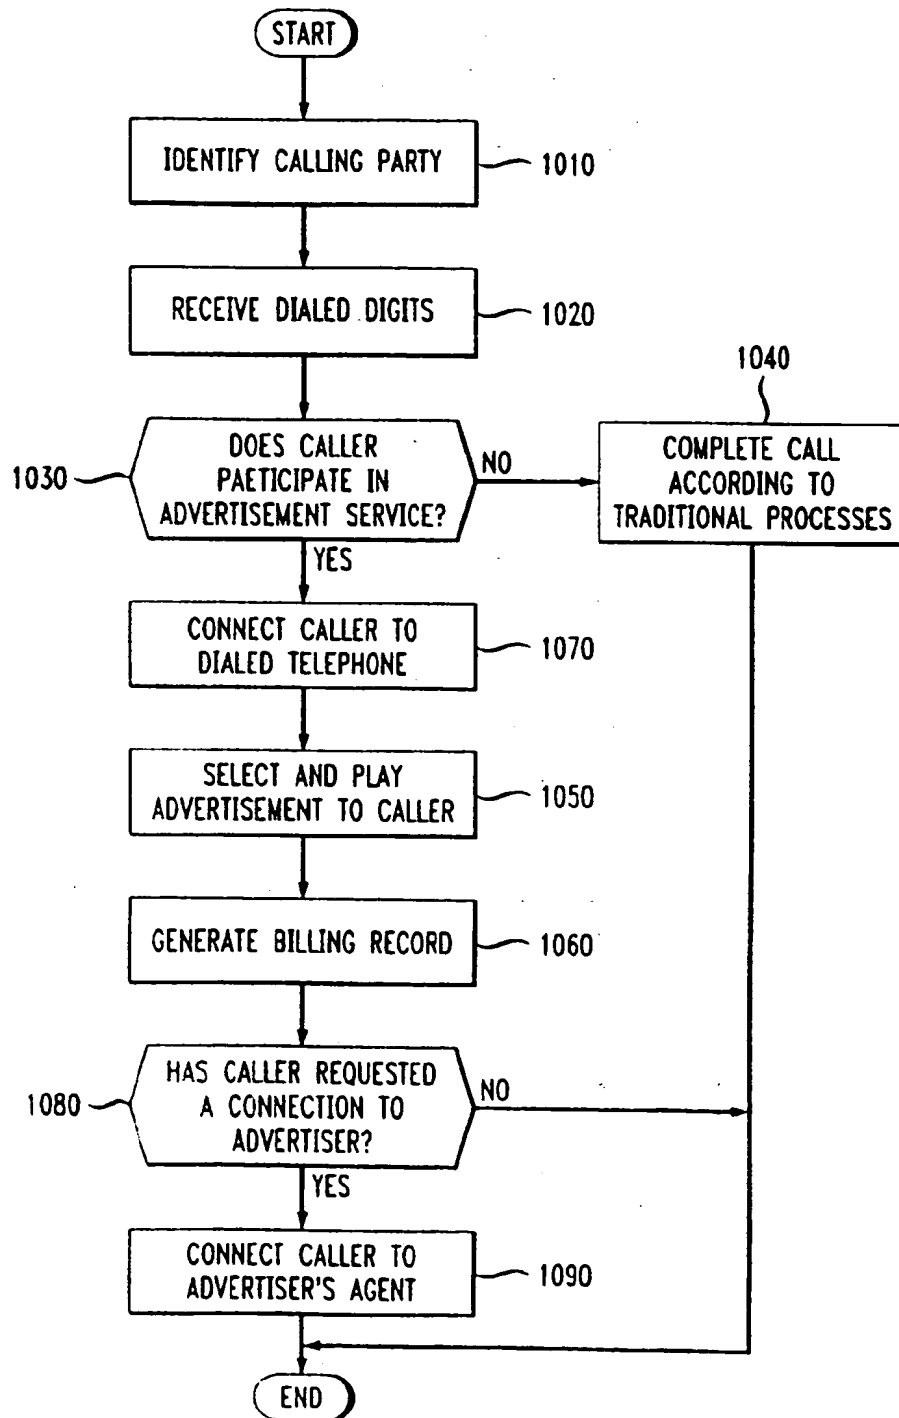 START
IDENTIFY CALLING PARTY
1010
RECEIVE DIALED DIGITS
1020
1040
DOES CALLER
PAETICIPATE IN
ADVERTISEMENT SERVICE?
1030
NO
COMPLETE CALL
ACCORDING TO
TRADITIONAL PROCESSES
YES
CONNECT CALLER TO
DIALED TELEPHONE
1070
SELECT AND PLAY
ADVERTISEMENT TO CALLER
1050
GENERATE BILLING RECORD
1060
HAS CALLER REQUESTED
A CONNECTION TO
ADVERTISER?
1080
NO
YES
CONNECT CALLER TO
ADVERTISER'S AGENT
1090
END